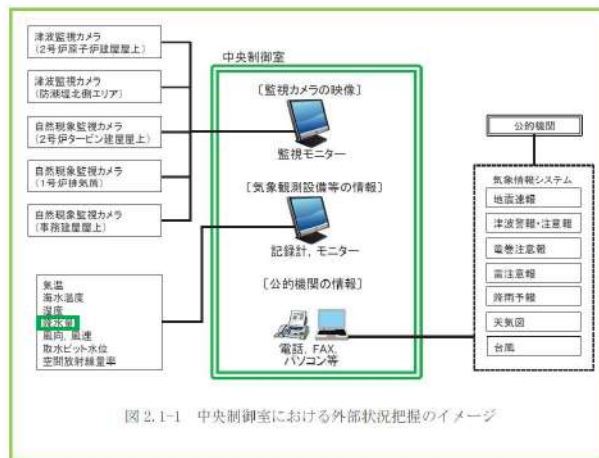 津波監視カメラ
(2号炉原子炉建屋屋上)
津波監視カメラ
(防潮堤北側エリア)
自然現象監視カメラ
(2号炉タービン建屋屋上)
自然現象監視カメラ
(1号炉排気筒)
自然現象監視カメラ
(事務建屋屋上)
気温
海水温度
湿度
降水量
風向, 風速
取水ピット水位
空間放射線量率
中央制御室
〔監視カメラの映像〕
監視モニター
〔気象観測設備等の情報〕
記録計, モニター
〔公的機関の情報〕
電話, FAX,
パソコン等
公的機関
気象情報システム
地震速報
津波警報・注意報
竜巻注意報
雷注意報
降雨予報
天気図
台風
図 2.1-1 中央制御室における外部状況把握のイメージ